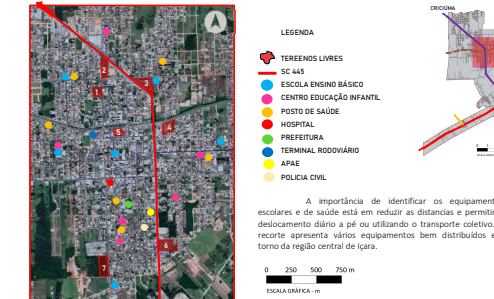 CRICIÚMA
LEGENDA
TEREENOS LIVRES
SC 445
ESCOLA ENSINO BÁSICO
CENTRO EDUCAÇÃO INFANTIL
POSTO DE SAÚDE
HOSPITAL
PREFEITURA
TERMINAL RODOVIÁRIO
APAE
POLICIA CIVIL
2
3
1
5
4
6
7
A importância de identificar os equipament
escolares e de saúde está em reduzir as distancias e permitir
deslocamento diário a pé ou utilizando o transporte coletivo.
recorte apresenta vários equipamentos bem distribuídos e
torno da região central de Içara.
0 250 500 750 m
ESCALA GRÁFICA - m